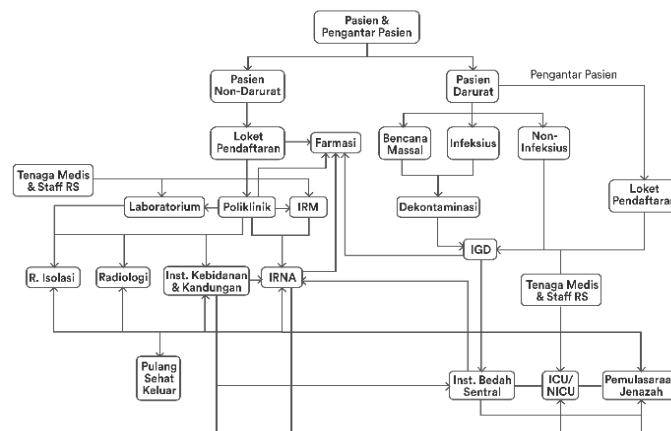 Pasien &
Pengantar Pasien
Pasien
Non-Darurat
Pasien
Darurat
Pengantar Pasien
Loket
Pendaftaran
Farmasi
Bencana
Massal
Infeksius
Non-
Infeksius
Tenaga Medis
& Staff RS
Laboratorium
Poliklinik
IRM
Dekontaminasi
Loket
Pendaftaran
IGD
R. Isolasi
Radiologi
Inst. Kebidanan
& Kandungan
IRNA
Tenaga Medis
& Staff RS
Pulang
Sehat
Keluar
Inst. Bedah
Sentral
ICU/
NICU
Pemulasaraa
Jenazah